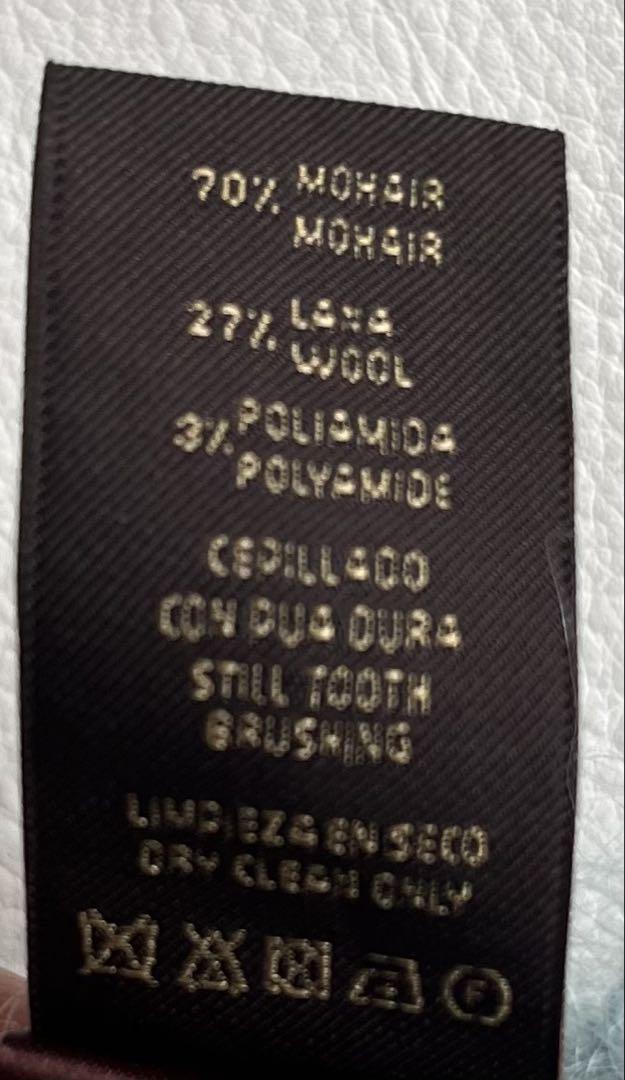 70% MOHAIR
MOHAIR
27% LANA
WOOL
3% POLIAMIDA
POLYAMIDE
CEPILLADO
CON PUA DURA
STILL TOOTH
BRUSHING
LIMPIEZA EN SECO
DRY CLEAN ONLY
F